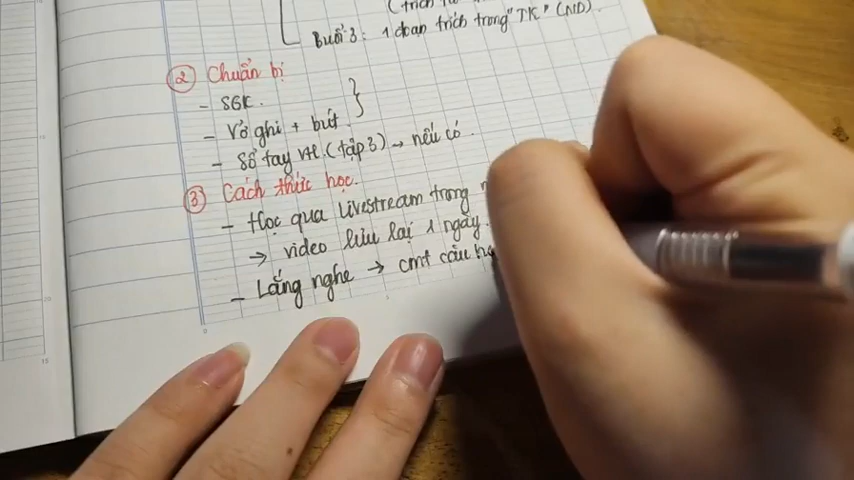 (trích
Buổi 3: 1 đoạn trích trong "TK" (ND).
② Chuẩn bị
- SGK.
- Vở ghi + bút.
- Sổ tay VH. (tập 3) → nếu có.
③ Cách thức học.
- Học qua livestream trong
→ video lưu lại 1 ngày.
- Lắng nghe → cmt câu